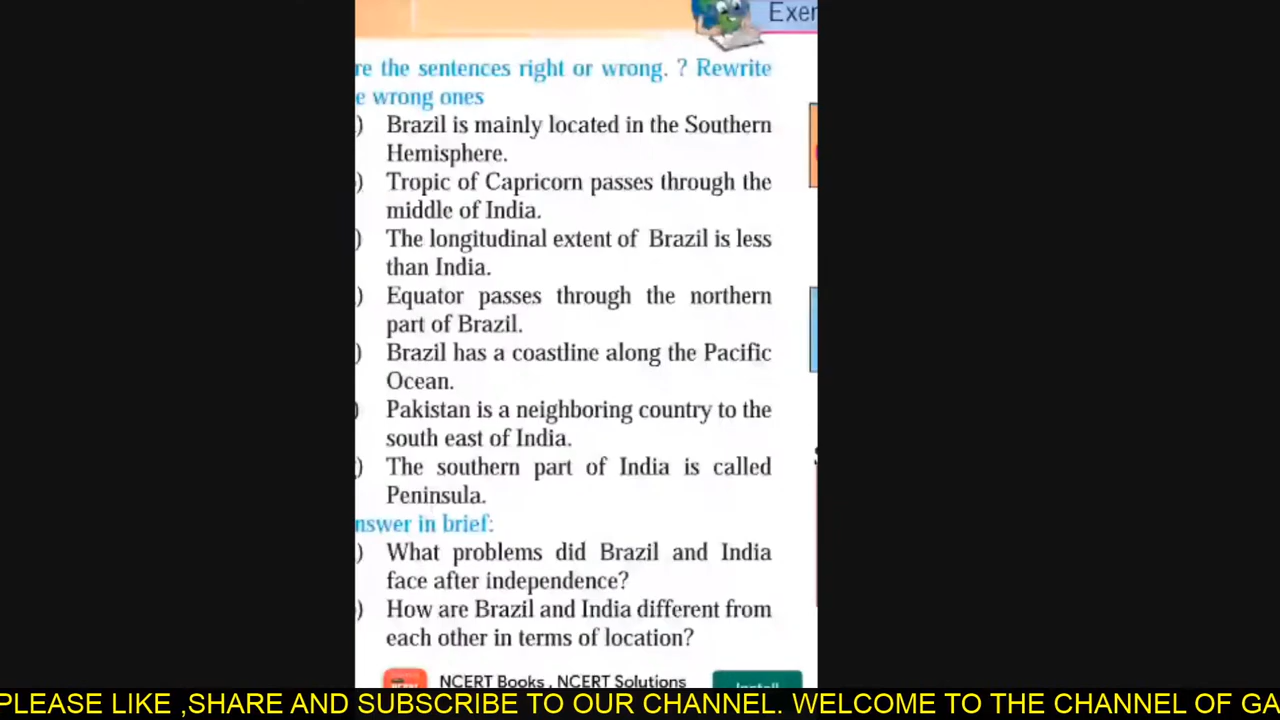 Exer
re the sentences right or wrong. ? Rewrite
e wrong ones
) Brazil is mainly located in the Southern
Hemisphere.
) Tropic of Capricorn passes through the
middle of India.
) The longitudinal extent of Brazil is less
than India.
) Equator passes through the northern
part of Brazil.
) Brazil has a coastline along the Pacific
Ocean.
) Pakistan is a neighboring country to the
south east of India.
) The southern part of India is called
Peninsula.
nswer in brief:
) What problems did Brazil and India
face after independence?
) How are Brazil and India different from
each other in terms of location?
NCERT Books , NCERT Solutions
Install
PLEASE LIKE ,SHARE AND SUBSCRIBE TO OUR CHANNEL. WELCOME TO THE CHANNEL OF GA